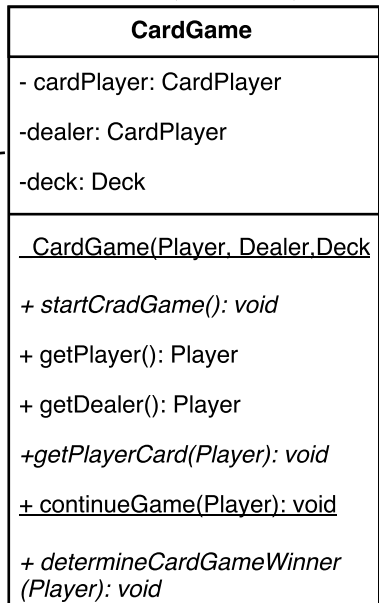 CardGame
- cardPlayer: CardPlayer
-dealer: CardPlayer
-deck: Deck
CardGame(Player, Dealer,Deck
+ startCradGame(): void
+ getPlayer(): Player
+ getDealer(): Player
+getPlayerCard(Player): void
+ continueGame(Player): void
+ determineCardGameWinner
(Player): void